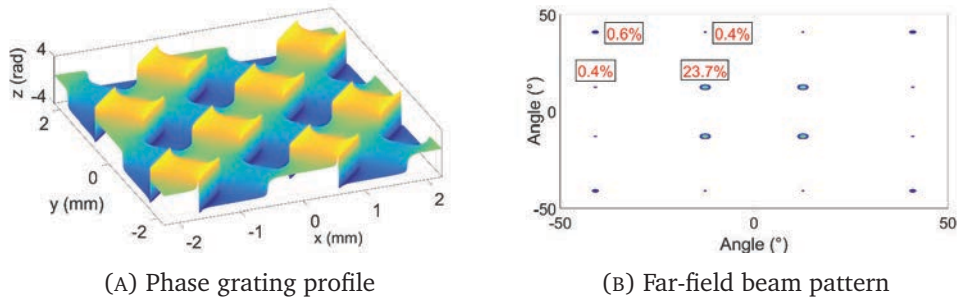 4
z (rad)
-4
2
0
y (mm)
-2
-2
-1
0
x (mm)
1
2
(A) Phase grating profile
50
0.6%
0.4%
0.4%
23.7%
Angle (°)
0
-50
-50
0
50
Angle (°)
(B) Far-field beam pattern